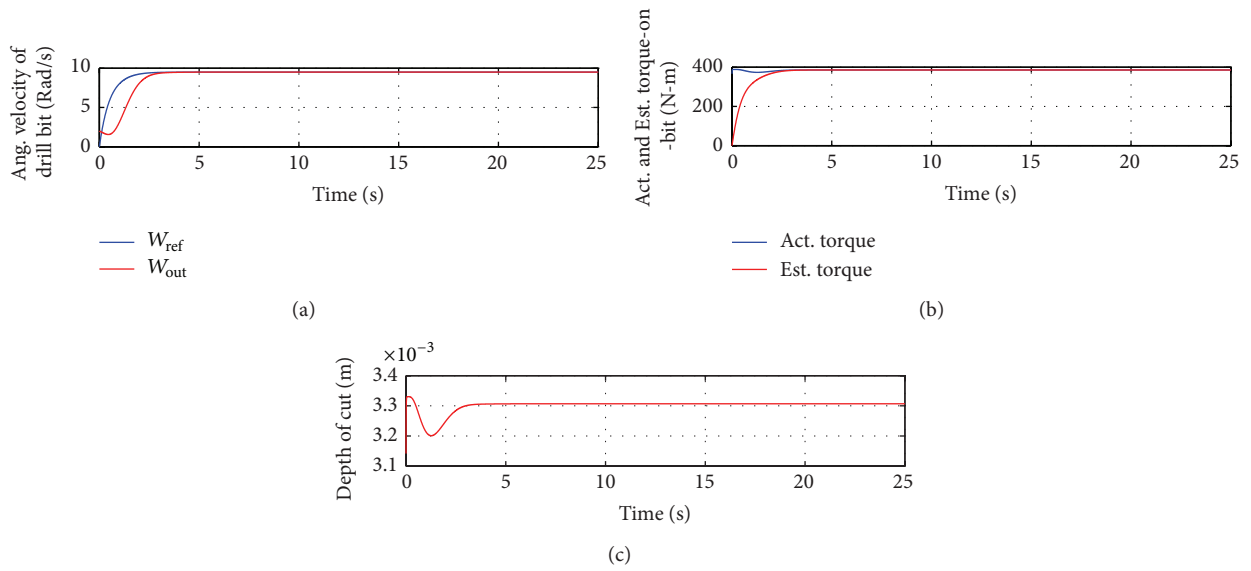 Ang. velocity of
drill bit (Rad/s)
10
5
0
0 5 10 15 20 25
Time (s)
W_ref
W_out
(a)
Act. and Est. torque-on
-bit (N-m)
400
200
0
0 5 10 15 20 25
Time (s)
Act. torque
Est. torque
(b)
×10⁻³
Depth of cut (m)
3.4
3.3
3.2
3.1
0 5 10 15 20 25
Time (s)
(c)